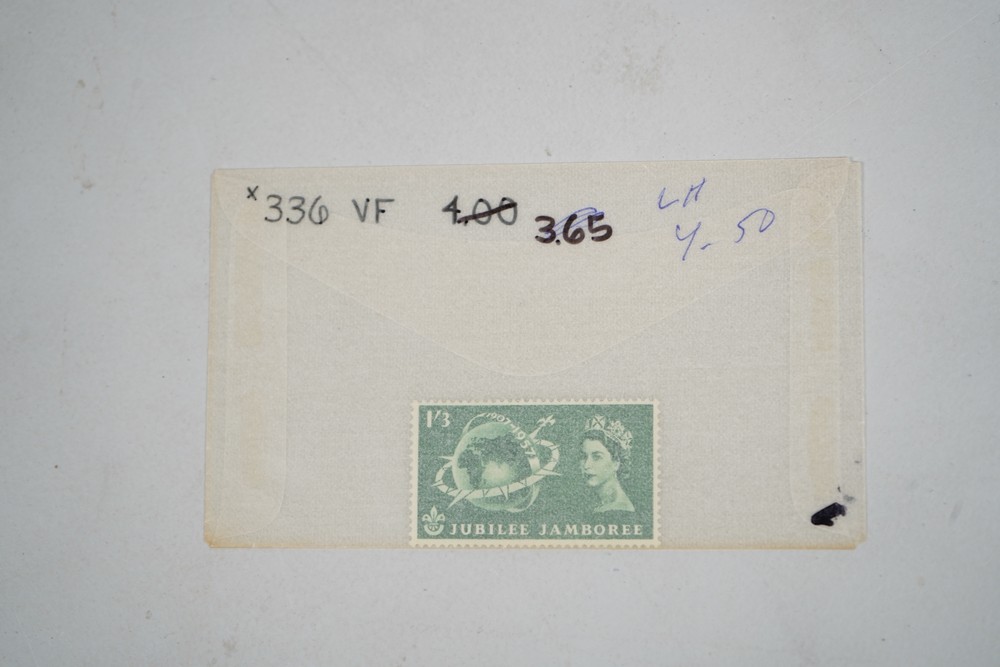 x336 VF 4.00 3.65
LH
4.50
1'3
1907-1957
JUBILEE JAMBOREE